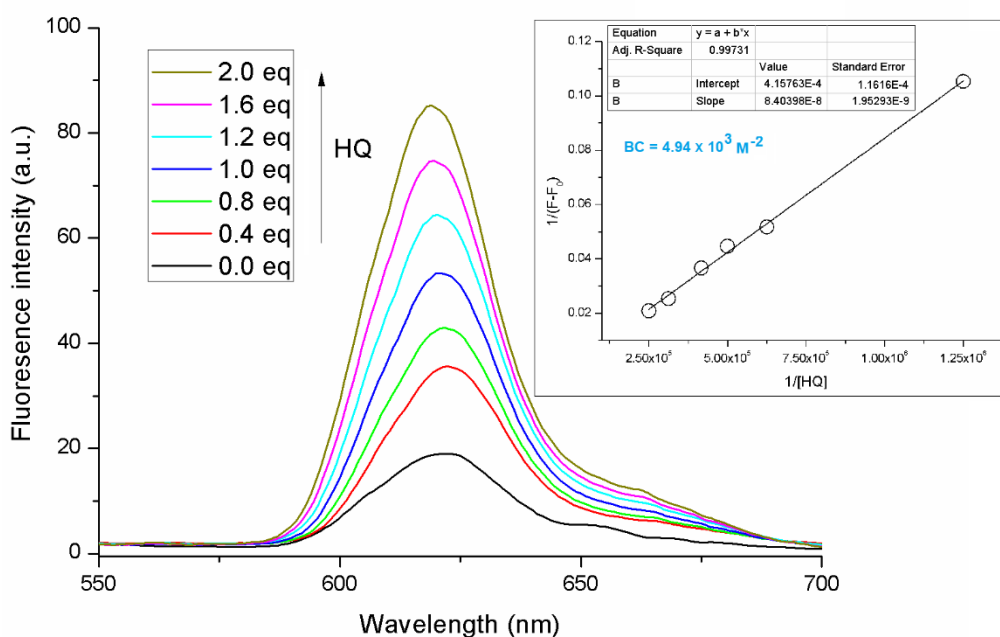 100
80
60
40
20
0
Fluoresence intensity (a.u.)
550
600
650
700
Wavelength (nm)
2.0 eq
1.6 eq
1.2 eq
1.0 eq
0.8 eq
0.4 eq
0.0 eq
HQ
Equation y = a + b*x
Adj. R-Square 0.99731
Value Standard Error
B Intercept 4.15763E-4 1.1616E-4
B Slope 8.40398E-8 1.95293E-9
BC = 4.94 x 10³ M⁻²
0.12
0.10
0.08
0.06
0.04
0.02
1/(F-F₀)
2.50x10⁵
5.00x10⁵
7.50x10⁵
1.00x10⁶
1.25x10⁶
1/[HQ]